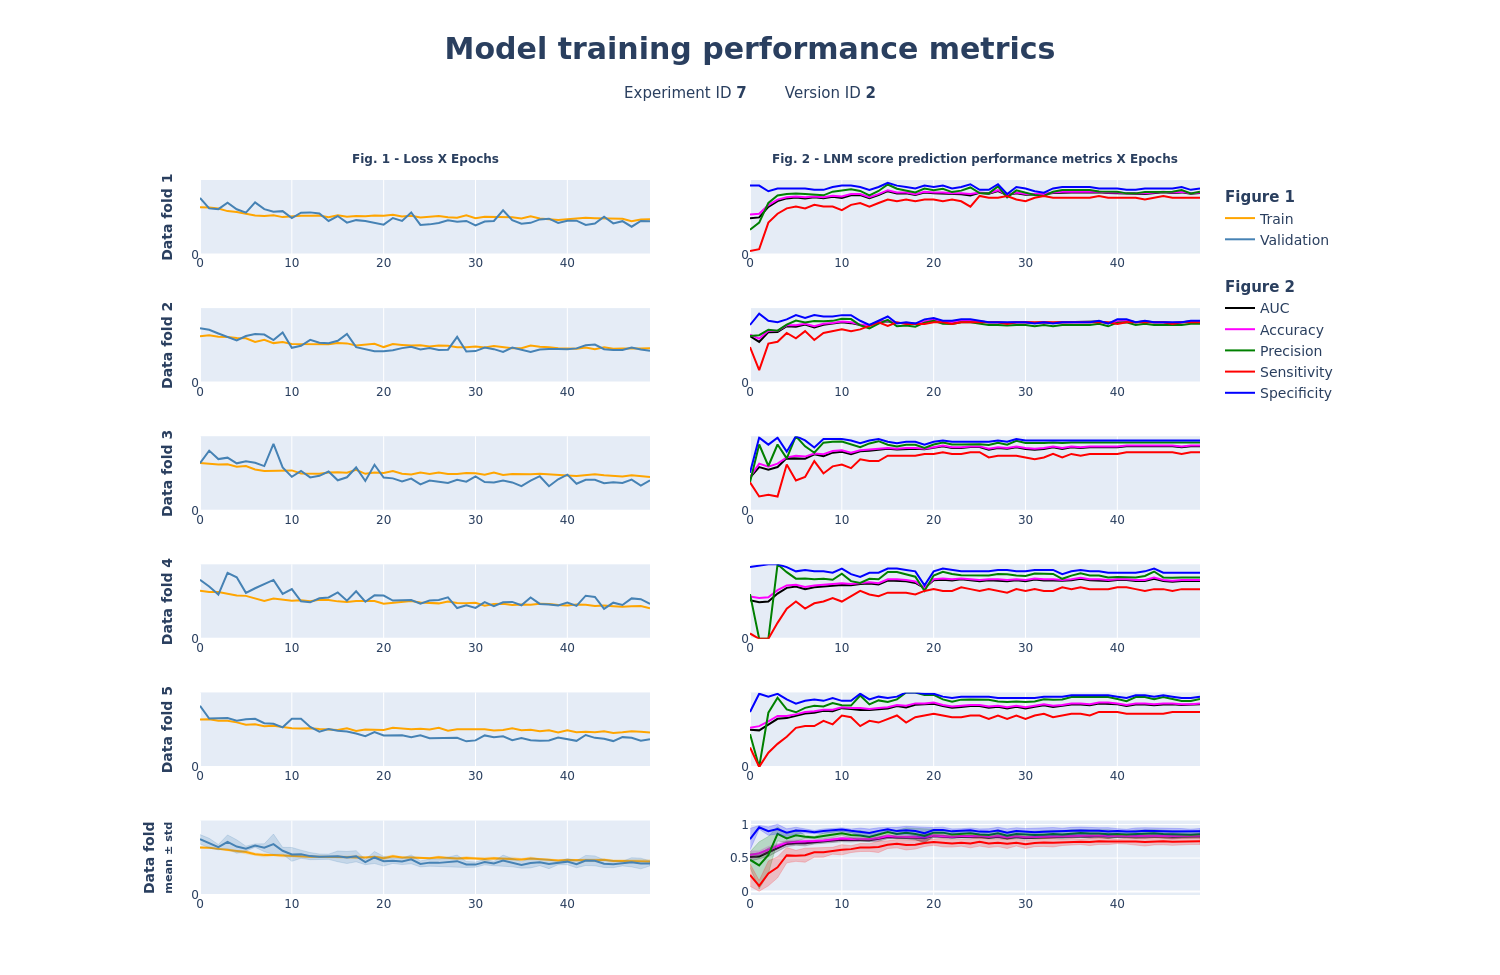 Model training performance metrics
Experiment ID 7 Version ID 2
Fig. 1 - Loss X Epochs
Fig. 2 - LNM score prediction performance metrics X Epochs
Data fold 1
0
0 10 20 30 40
0
0 10 20 30 40
Data fold 2
0
0 10 20 30 40
0
0 10 20 30 40
Data fold 3
0
0 10 20 30 40
0
0 10 20 30 40
Data fold 4
0
0 10 20 30 40
0
0 10 20 30 40
Data fold 5
0
0 10 20 30 40
0
0 10 20 30 40
Data fold
mean ± std
0
0 10 20 30 40
1
0.5
0
0 10 20 30 40
Figure 1
Train
Validation
Figure 2
AUC
Accuracy
Precision
Sensitivity
Specificity